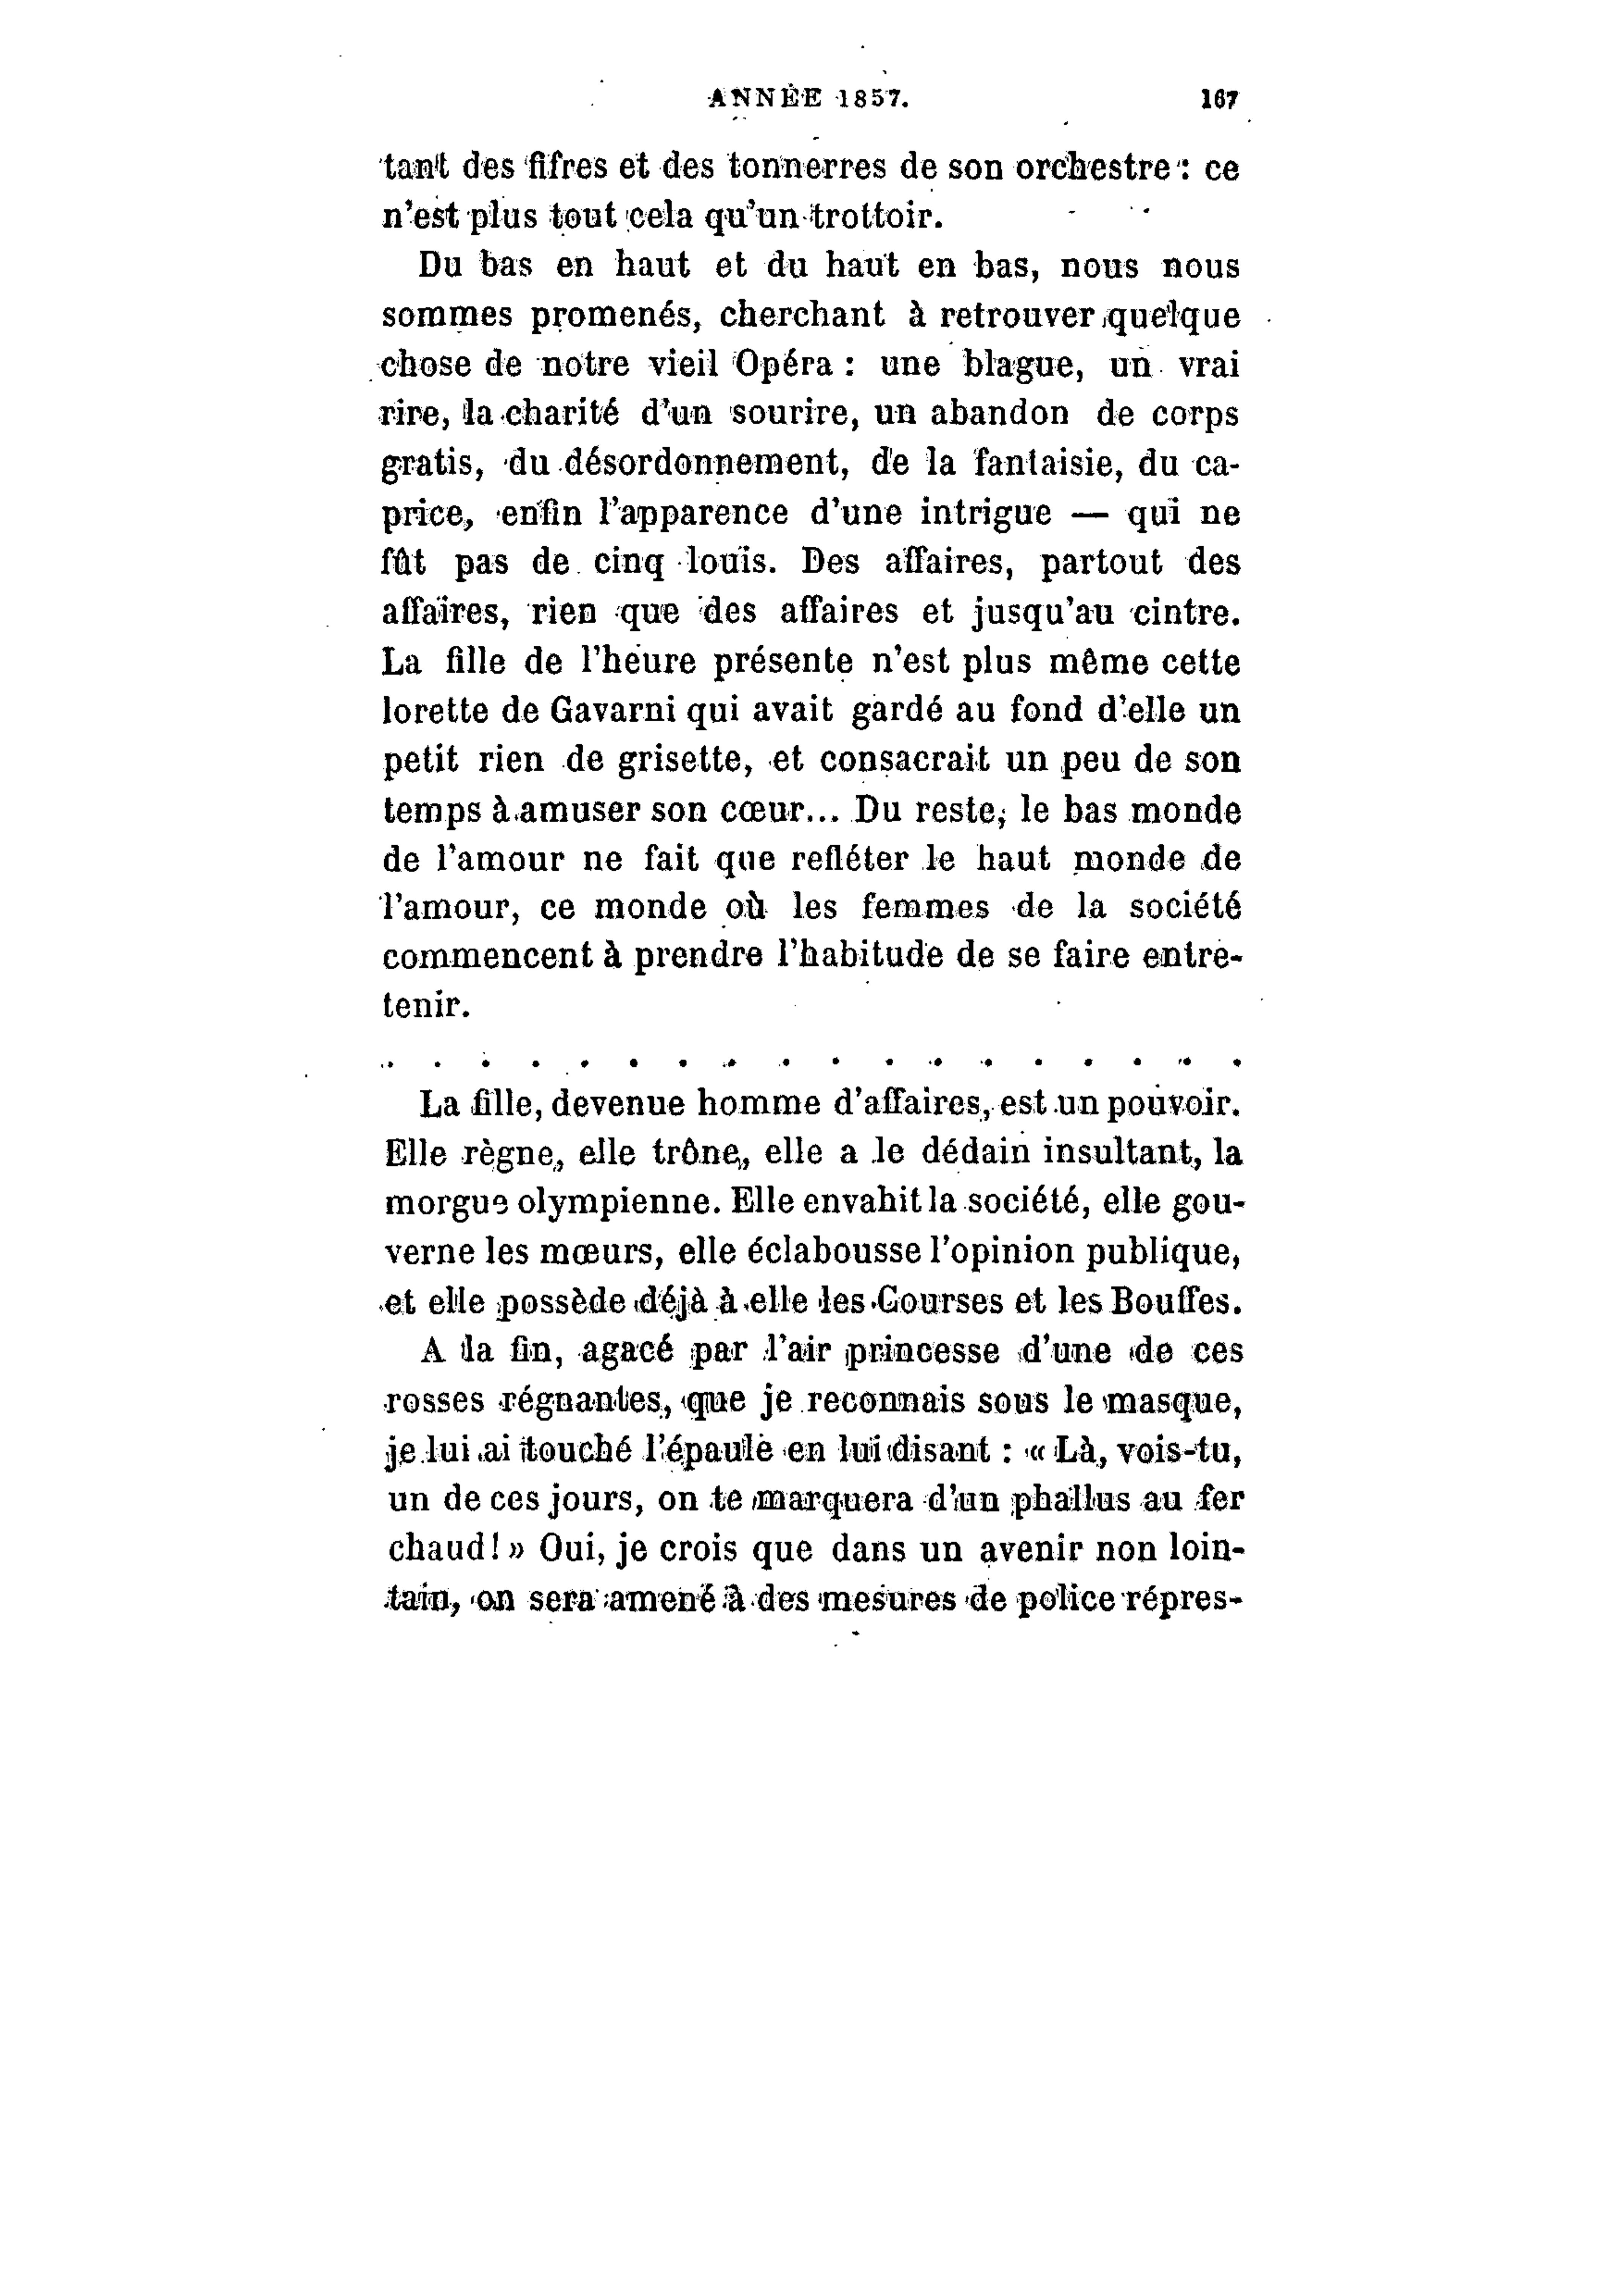 ANNÉE 1857.
167
tant des fifres et des tonnerres de son orchestre : ce
n'est plus tout cela qu'un trottoir.
Du bas en haut et du haut en bas, nous nous
sommes promenés, cherchant à retrouver quelque
chose de notre vieil Opéra : une blague, un vrai
rire, la charité d'un sourire, un abandon de corps
gratis, du désordonnement, de la fantaisie, du ca-
price, enfin l'apparence d'une intrigue — qui ne
fût pas de cinq louis. Des affaires, partout des
affaires, rien que des affaires et jusqu'au cintre.
La fille de l'heure présente n'est plus même cette
lorette de Gavarni qui avait gardé au fond d'elle un
petit rien de grisette, et consacrait un peu de son
temps à amuser son cœur... Du reste, le bas monde
de l'amour ne fait que refléter le haut monde de
l'amour, ce monde où les femmes de la société
commencent à prendre l'habitude de se faire entre-
tenir.
. . . . . . . . . . . . . . . . . .
La fille, devenue homme d'affaires, est un pouvoir.
Elle règne, elle trône, elle a le dédain insultant, la
morgue olympienne. Elle envahit la société, elle gou-
verne les mœurs, elle éclabousse l'opinion publique,
et elle possède déjà à elle les Courses et les Bouffes.
A la fin, agacé par l'air princesse d'une de ces
rosses régnantes, que je reconnais sous le masque,
je lui ai touché l'épaule en lui disant : « Là, vois-tu,
un de ces jours, on te marquera d'un phallus au fer
chaud! » Oui, je crois que dans un avenir non loin-
tain, on sera amené à des mesures de police répres-